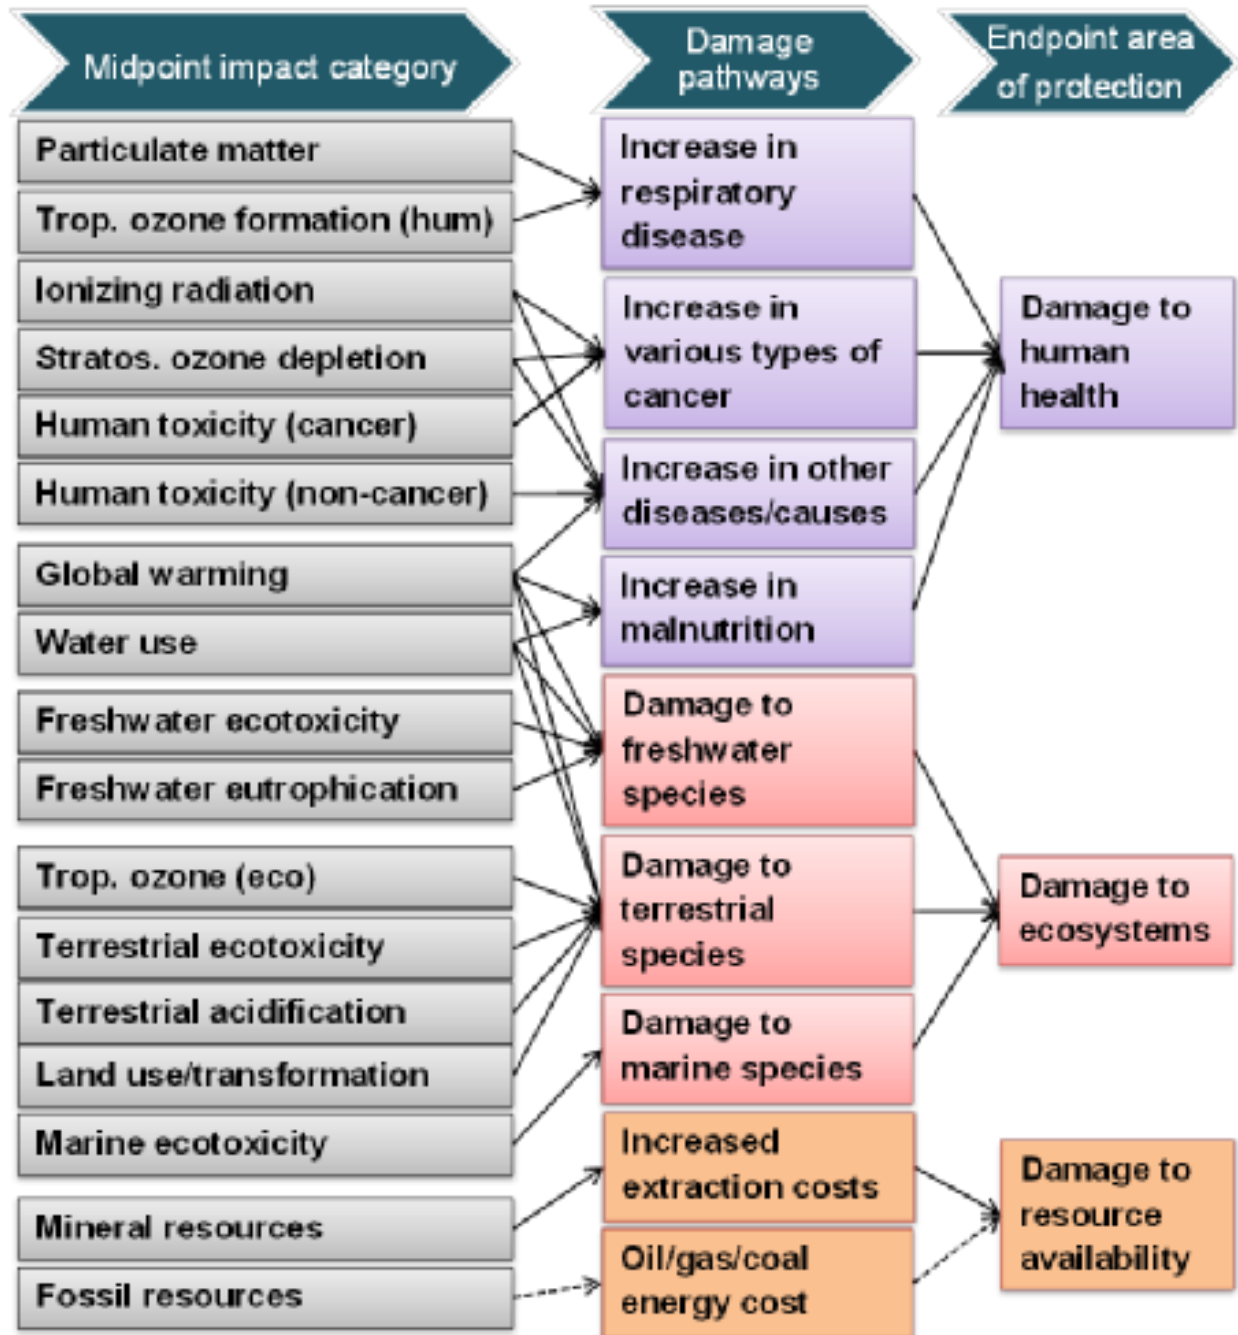 Midpoint impact category
Damage
pathways
Endpoint area
of protection
Particulate matter
Trop. ozone formation (hum)
Ionizing radiation
Stratos. ozone depletion
Human toxicity (cancer)
Human toxicity (non-cancer)
Global warming
Water use
Freshwater ecotoxicity
Freshwater eutrophication
Trop. ozone (eco)
Terrestrial ecotoxicity
Terrestrial acidification
Land use/transformation
Marine ecotoxicity
Mineral resources
Fossil resources
Increase in
respiratory
disease
Increase in
various types of
cancer
Increase in other
diseases/causes
Increase in
malnutrition
Damage to
freshwater
species
Damage to
terrestrial
species
Damage to
marine species
Increased
extraction costs
Oil/gas/coal
energy cost
Damage to
human
health
Damage to
ecosystems
Damage to
resource
availability